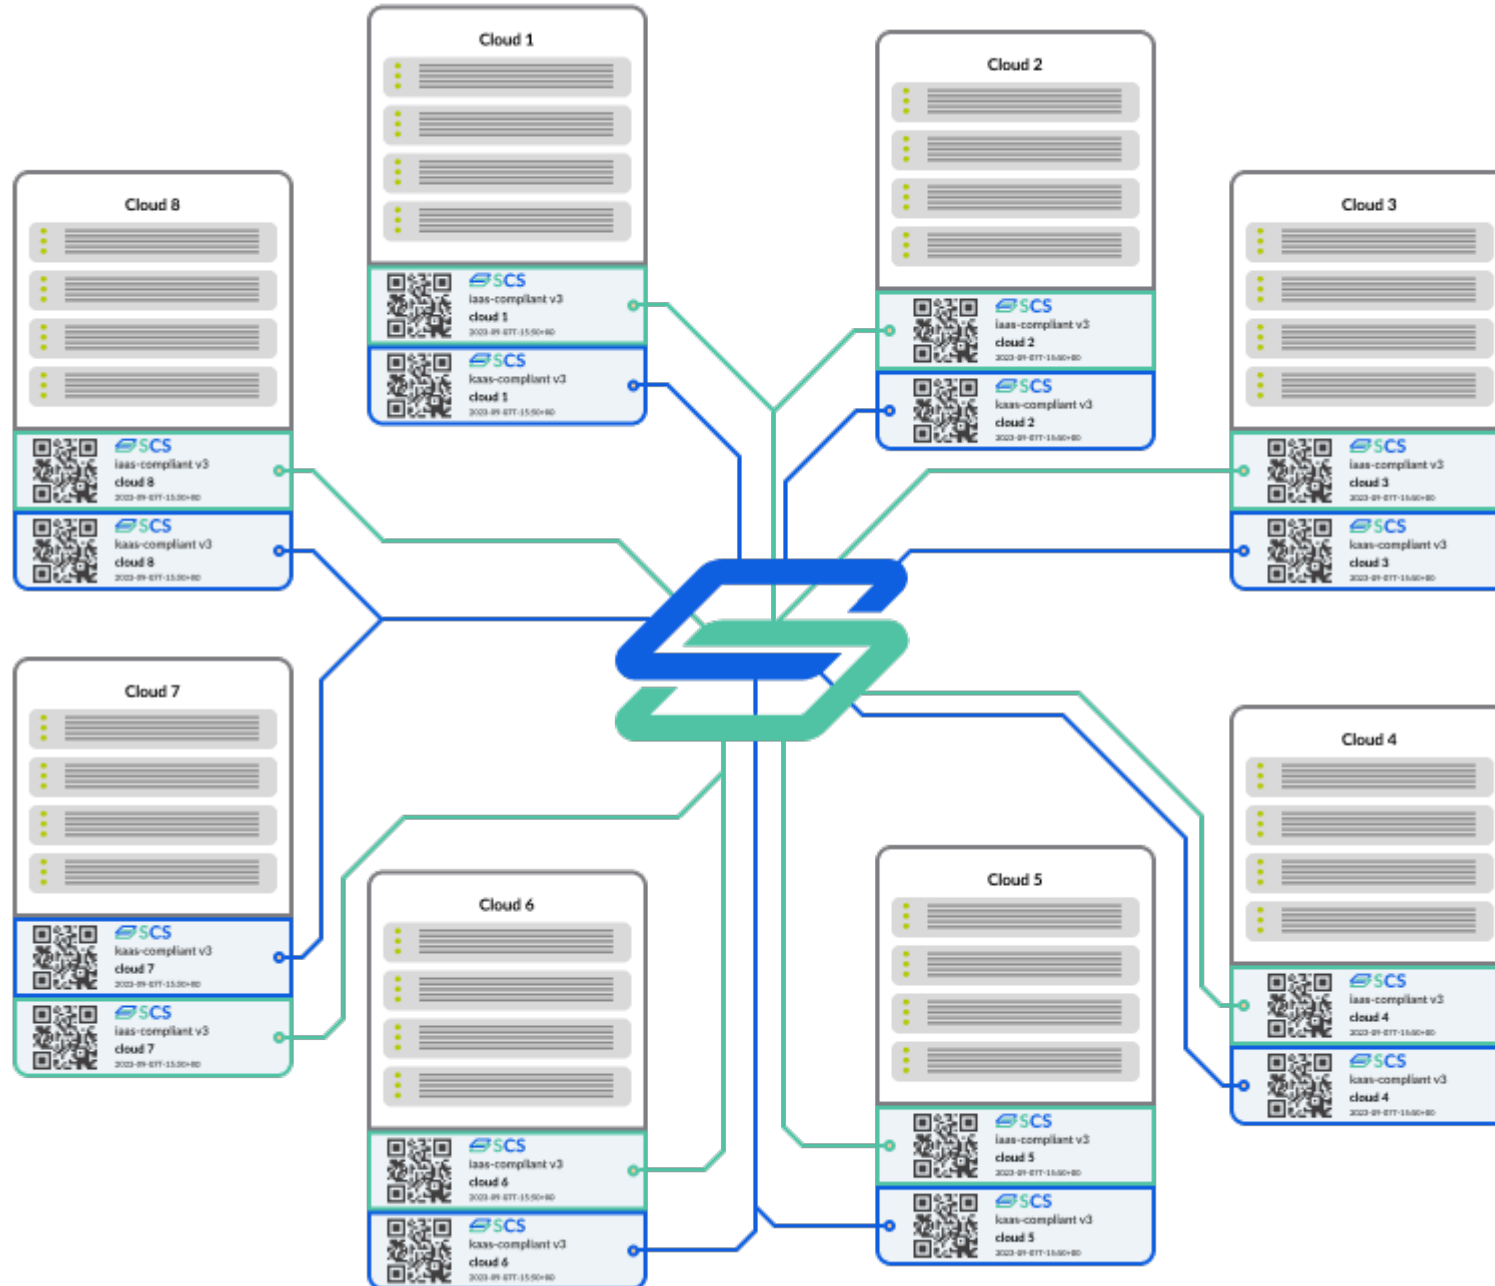 Cloud 1
SCS
iaas-compliant v3
cloud 1
SCS
kaas-compliant v3
cloud 1
Cloud 2
SCS
iaas-compliant v3
cloud 2
SCS
kaas-compliant v3
cloud 2
Cloud 3
SCS
iaas-compliant v3
cloud 3
SCS
kaas-compliant v3
cloud 3
Cloud 8
SCS
iaas-compliant v3
cloud 8
SCS
kaas-compliant v3
cloud 8
Cloud 7
SCS
kaas-compliant v3
cloud 7
SCS
iaas-compliant v3
cloud 7
Cloud 6
SCS
iaas-compliant v3
cloud 6
SCS
kaas-compliant v3
cloud 6
Cloud 5
SCS
iaas-compliant v3
cloud 5
SCS
kaas-compliant v3
cloud 5
Cloud 4
SCS
iaas-compliant v3
cloud 4
SCS
kaas-compliant v3
cloud 4